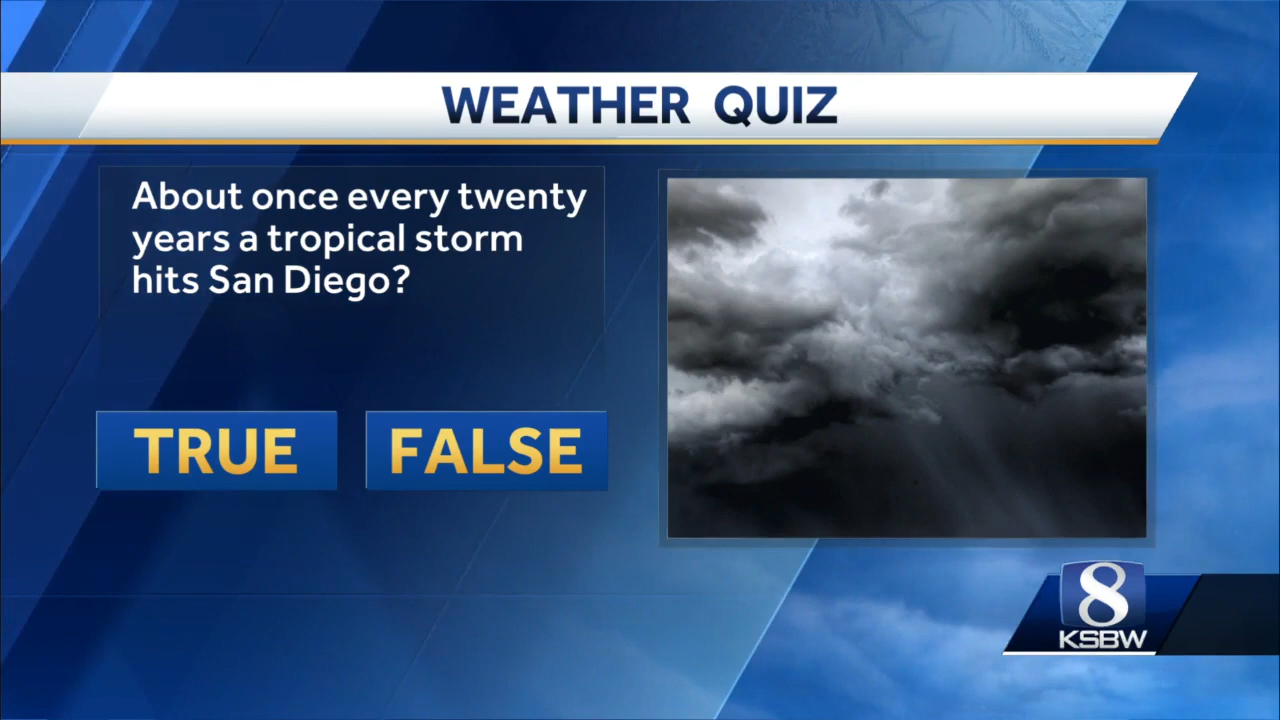 WEATHER QUIZ
About once every twenty
years a tropical storm
hits San Diego?
TRUE
FALSE
8
KSBW